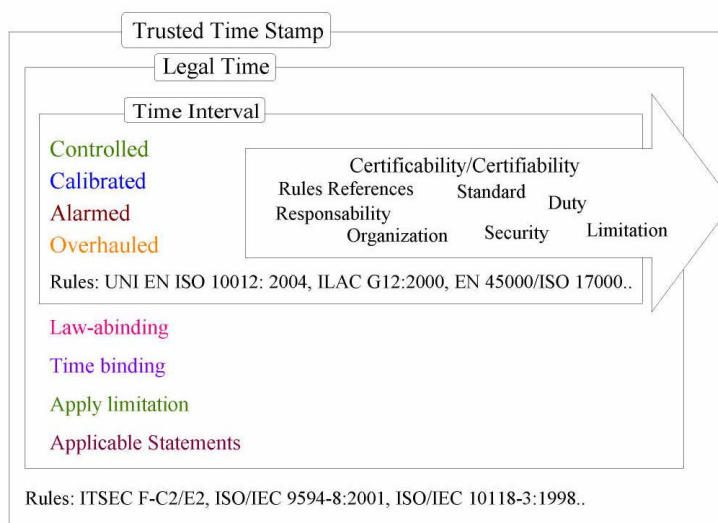 Trusted Time Stamp
Legal Time
Time Interval
Controlled
Calibrated
Alarmed
Overhauled
Certificability/Certifiability
Rules References
Standard
Duty
Responsability
Organization
Security
Limitation
Rules: UNI EN ISO 10012: 2004, ILAC G12:2000, EN 45000/ISO 17000..
Law-abinding
Time binding
Apply limitation
Applicable Statements
Rules: ITSEC F-C2/E2, ISO/IEC 9594-8:2001, ISO/IEC 10118-3:1998..